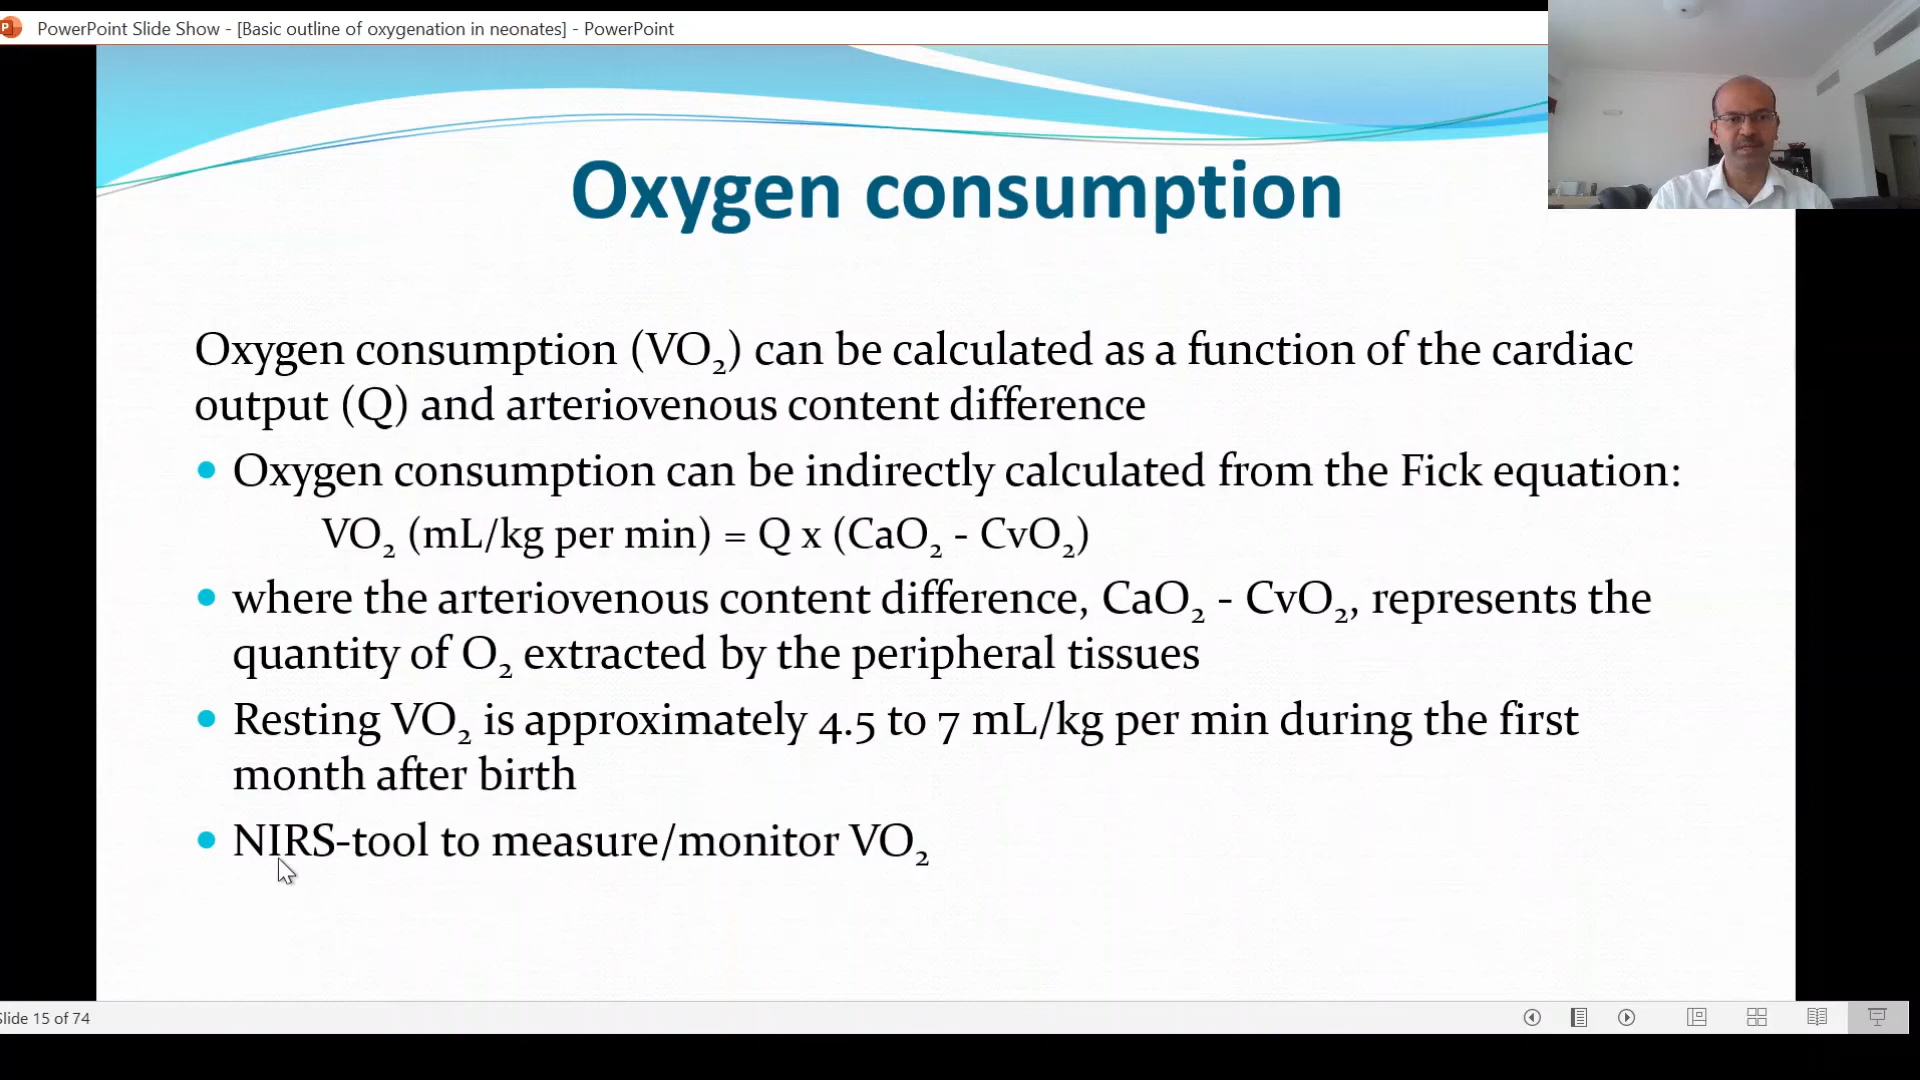 PowerPoint Slide Show - [Basic outline of oxygenation in neonates] - PowerPoint
Oxygen consumption
Oxygen consumption (VO₂) can be calculated as a function of the cardiac
output (Q) and arteriovenous content difference
• Oxygen consumption can be indirectly calculated from the Fick equation:
VO₂ (mL/kg per min) = Q x (CaO₂ - CvO₂)
• where the arteriovenous content difference, CaO₂ - CvO₂, represents the
quantity of O₂ extracted by the peripheral tissues
• Resting VO₂ is approximately 4.5 to 7 mL/kg per min during the first
month after birth
• NIRS-tool to measure/monitor VO₂
Slide 15 of 74